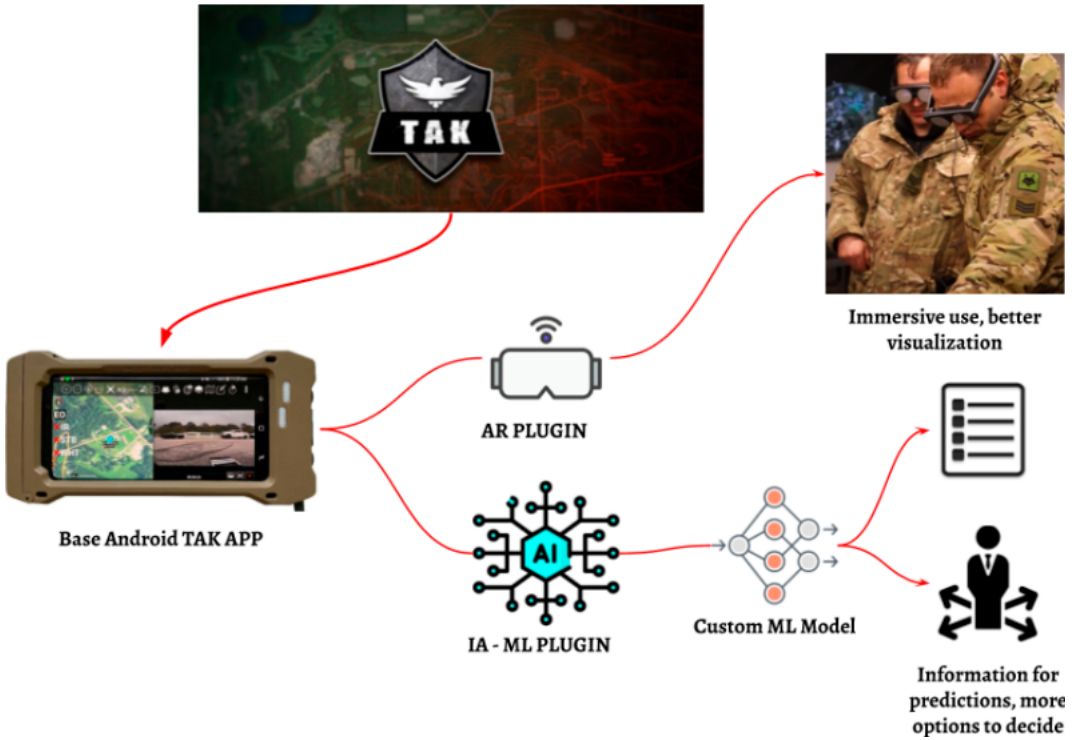 TAK
Immersive use, better
visualization
AR PLUGIN
Base Android TAK APP
AI
IA - ML PLUGIN
Custom ML Model
Information for
predictions, more
options to decide